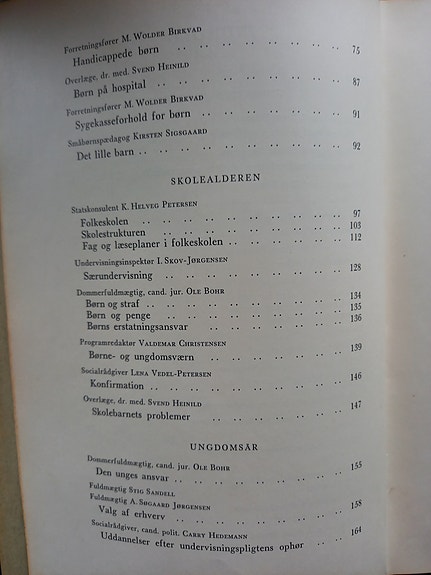 Forretningsfører M. Wolder Birkvad
Handicappede børn .. .. .. .. .. .. .. .. 75
Overlæge, dr. med. Svend Heinild
Børn på hospital .. .. .. .. .. .. .. .. 87
Forretningsfører M. Wolder Birkvad
Sygekasseforhold for børn .. .. .. .. .. .. 91
Småbørnspædagog Kirsten Sigsgaard
Det lille barn .. .. .. .. .. .. .. .. .. 92
SKOLEALDEREN
Statskonsulent K. Helveg Petersen
Folkeskolen .. .. .. .. .. .. .. .. .. 97
Skolestrukturen .. .. .. .. .. .. .. .. 103
Fag og læseplaner i folkeskolen .. .. .. .. .. 112
Undervisningsinspektør I. Skov-Jørgensen
Særundervisning .. .. .. .. .. .. .. .. 128
Dommerfuldmægtig, cand. jur. Ole Bohr
Børn og straf .. .. .. .. .. .. .. .. .. 134
Børn og penge .. .. .. .. .. .. .. .. 135
Børns erstatningsansvar .. .. .. .. .. .. .. 136
Programredaktør Valdemar Christensen
Børne- og ungdomsværn .. .. .. .. .. .. .. 139
Socialrådgiver Lena Vedel-Petersen
Konfirmation .. .. .. .. .. .. .. .. .. 146
Overlæge, dr. med. Svend Heinild
Skolebarnets problemer .. .. .. .. .. .. .. 147
UNGDOMSÅR
Dommerfuldmægtig, cand. jur. Ole Bohr
Den unges ansvar .. .. .. .. .. .. .. .. 155
Fuldmægtig Stig Sandell
Fuldmægtig A. Søgaard Jørgensen
Valg af erhverv .. .. .. .. .. .. .. .. 158
Socialrådgiver, cand. polit. Carry Hedemann
Uddannelser efter undervisningspligtens ophør .. .. 164